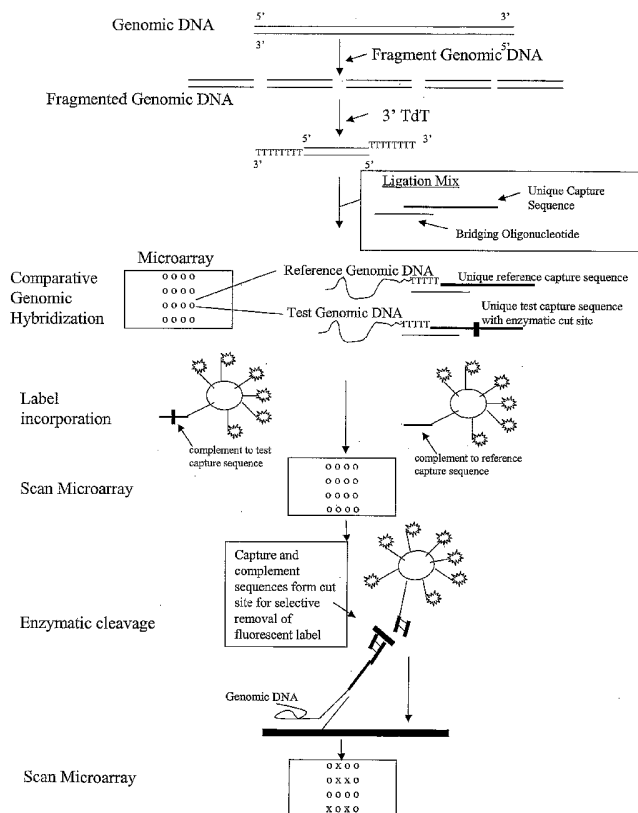 5’ 3’
Genomic DNA
3’ 5’
Fragment Genomic DNA
Fragmented Genomic DNA
3’ TdT
5’ TTTTTTTT 3’
TTTTTTTT
3’ 5’
Ligation Mix
Unique Capture
Sequence
Bridging Oligonucleotide
Microarray
Comparative
Genomic
Hybridization
o o o o
o o o o
o o o o
o o o o
Reference Genomic DNA
TTTTT
Unique reference capture sequence
Test Genomic DNA
TTTTT
Unique test capture sequence
with enzymatic cut site
Label
incorporation
complement to test
capture sequence
complement to reference
capture sequence
Scan Microarray
o o o o
o o o o
o o o o
o o o o
Enzymatic cleavage
Capture and
complement
sequences form cut
site for selective
removal of
fluorescent label
Genomic DNA
Scan Microarray
o x o o
o x x o
o o o o
x o x o